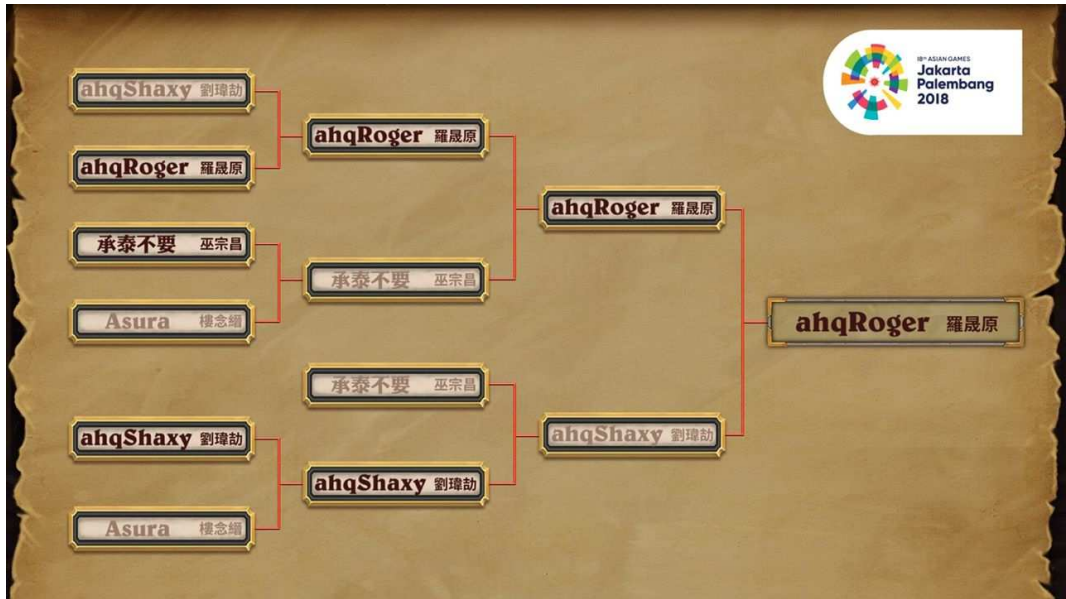 18th ASIAN GAMES
Jakarta
Palembang
2018
ahqShaxy 劉瑋劼
ahqRoger 羅晟原
承泰不要 巫宗昌
Asura 樓念緇
ahqRoger 羅晟原
承泰不要 巫宗昌
ahqShaxy 劉瑋劼
Asura 樓念緇
承泰不要 巫宗昌
ahqShaxy 劉瑋劼
ahqRoger 羅晟原
ahqShaxy 劉瑋劼
ahqRoger 羅晟原